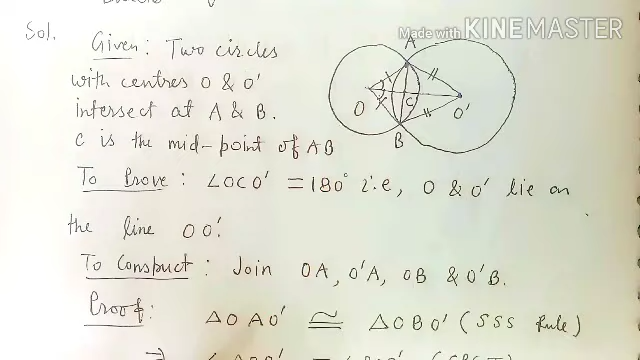 Made with KINEMASTER
Sol. Given: Two circles
with centres O & O'
intersect at A & B.
C is the mid-point of AB
A
O C O'
B
To Prove: ∠OCO' = 180° i.e, O & O' lie on
the line OO'.
To Construct: Join OA, O'A, OB & O'B.
Proof: ΔOAO' ≅ ΔOBO' (SSS Rule)